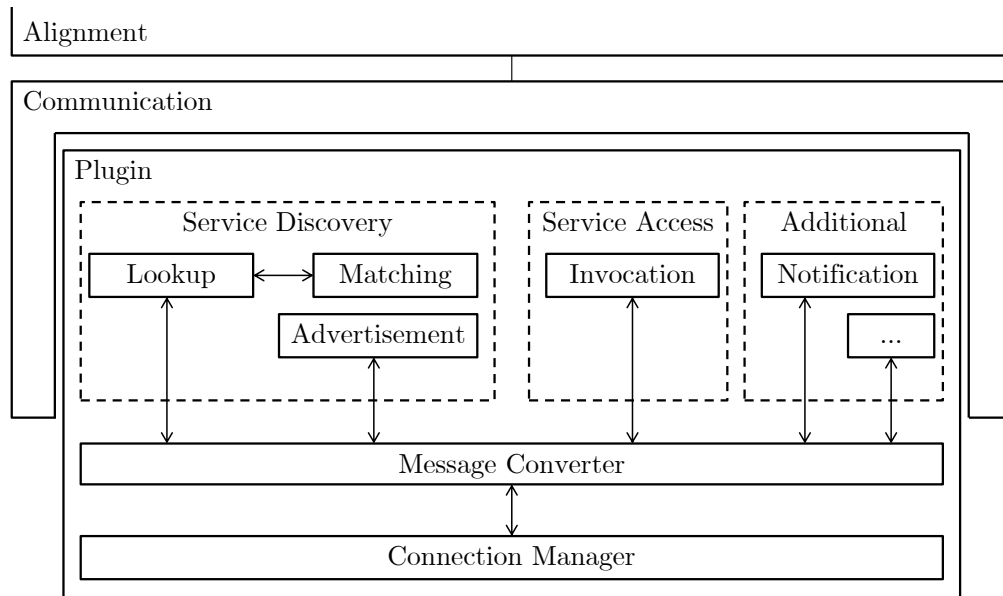 Alignment
Communication
Plugin
Service Discovery
Service Access
Additional
Lookup
Matching
Invocation
Notification
Advertisement
...
Message Converter
Connection Manager